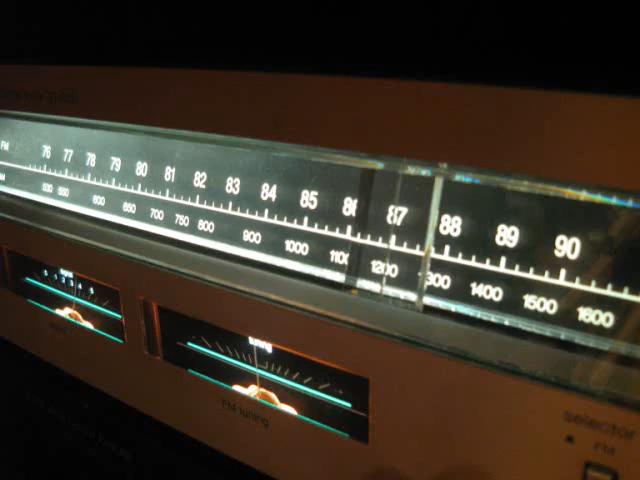 FM 76 77 78 79 80 81 82 83 84 85 86 87 88 89 90
530 550 600 650 700 750 800 900 1000 1100 1200 1300 1400 1500 1600
tuning
FM tuning
selector
FM